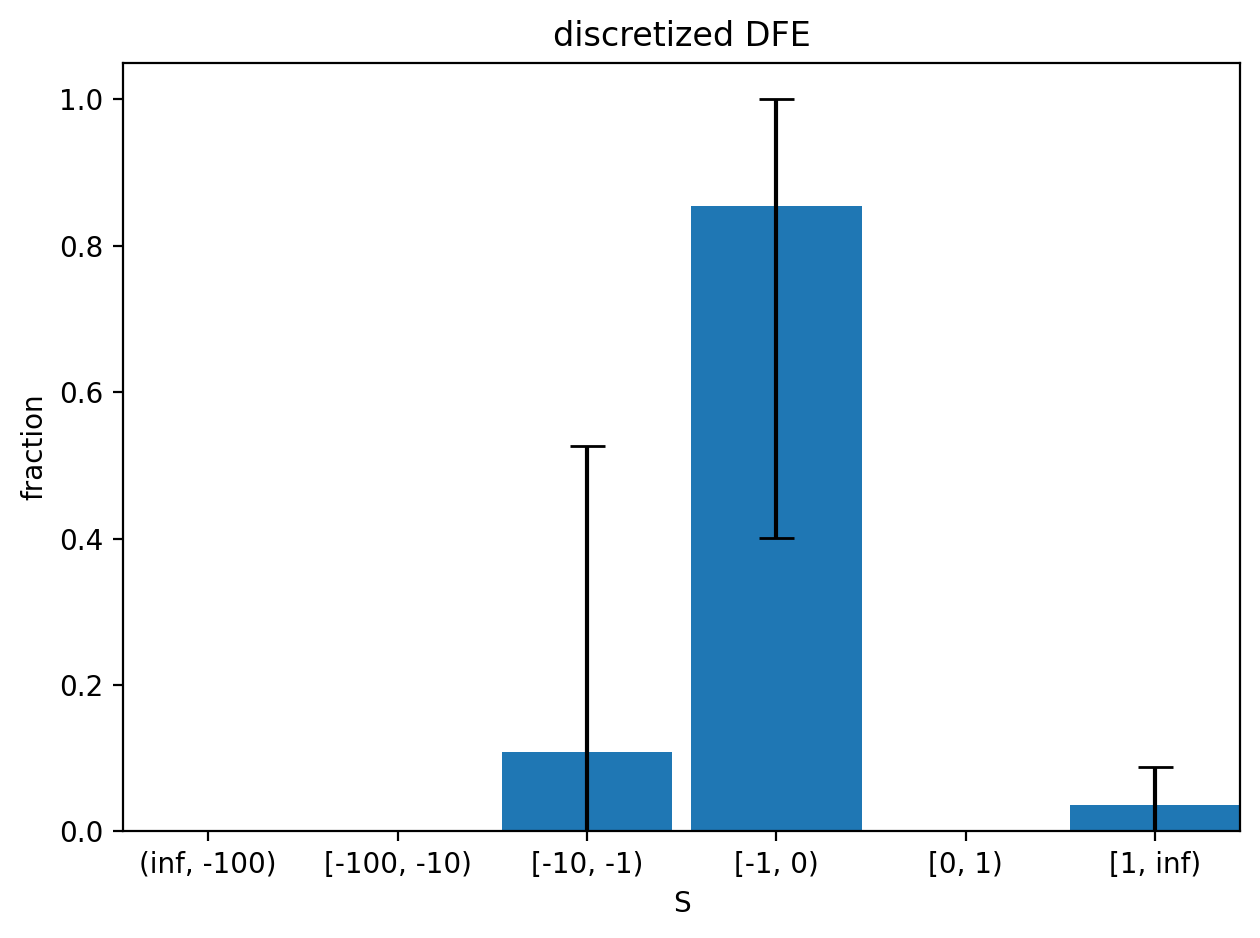 discretized DFE
1.0
0.8
0.6
0.4
0.2
0.0
fraction
(inf, -100)
[-100, -10)
[-10, -1)
[-1, 0)
[0, 1)
[1, inf)
S